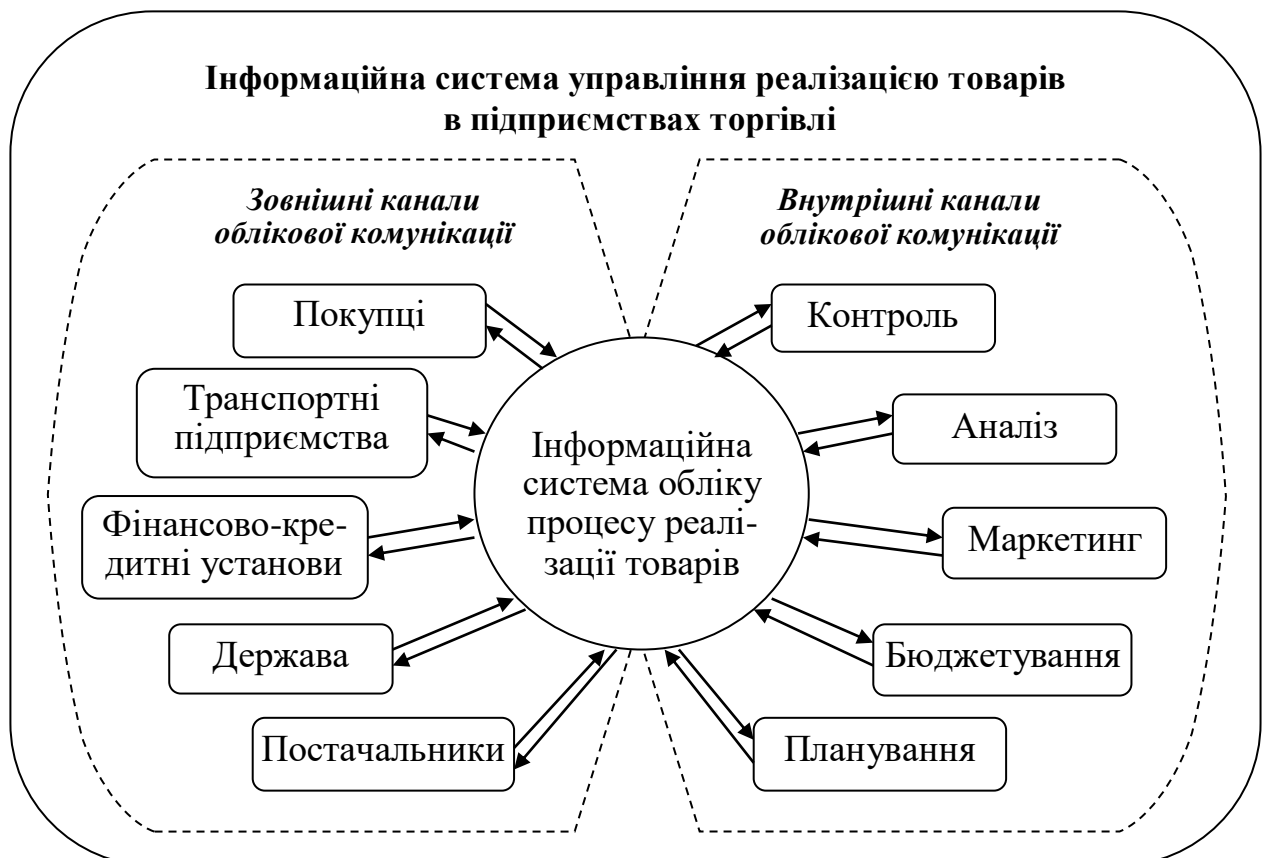 Інформаційна система управління реалізацією товарів
в підприємствах торгівлі
Зовнішні канали
облікової комунікації
Покупці
Транспортні
підприємства
Фінансово-кре-
дитні установи
Держава
Постачальники
Інформаційна
система обліку
процесу реалі-
зації товарів
Внутрішні канали
облікової комунікації
Контроль
Аналіз
Маркетинг
Бюджетування
Планування